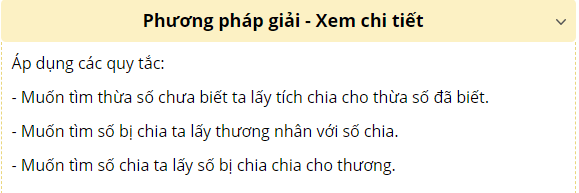 Phương pháp giải - Xem chi tiết
Áp dụng các quy tắc:
- Muốn tìm thừa số chưa biết ta lấy tích chia cho thừa số đã biết.
- Muốn tìm số bị chia ta lấy thương nhân với số chia.
- Muốn tìm số chia ta lấy số bị chia chia cho thương.